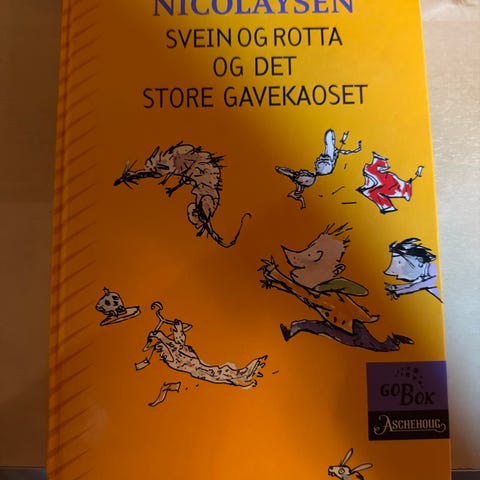 NICOLAYSEN
SVEIN OG ROTTA
OG DET
STORE GAVEKAOSET
GO BOK
ASCHEHOUG